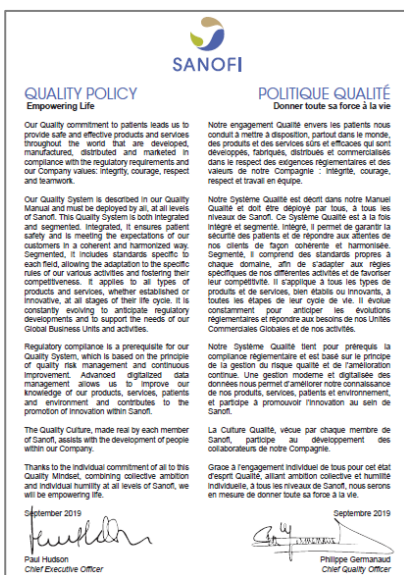 SANOFI
QUALITY POLICY
Empowering Life
Our Quality commitment to patients leads us to
provide safe and effective products and services
throughout the world that are developed,
manufactured, distributed and marketed in
compliance with the regulatory requirements and
our Company values: integrity, courage, respect
and teamwork.
Our Quality System is described in our Quality
Manual and must be deployed by all, at all levels
of Sanofi. This Quality System is both integrated
and segmented. Integrated, it ensures patient
safety and is meeting the expectations of our
customers in a coherent and harmonized way.
Segmented, it includes standards specific to
each field, allowing the adaptation to the specific
rules of our various activities and fostering their
competitiveness. It applies to all types of
products and services, whether established or
innovative, at all stages of their life cycle. It is
constantly evolving to anticipate regulatory
developments and to support the needs of our
Global Business Units and activities.
Regulatory compliance is a prerequisite for our
Quality System, which is based on the principle
of quality risk management and continuous
improvement. Advanced digitalized data
management allows us to improve our
knowledge of our products, services, patients
and environment and contributes to the
promotion of innovation within Sanofi.
The Quality Culture, made real by each member
of Sanofi, assists with the development of people
within our Company.
Thanks to the individual commitment of all to this
Quality Mindset, combining collective ambition
and individual humility at all levels of Sanofi, we
will be empowering life.
September 2019
Paul Hudson
Chief Executive Officer
POLITIQUE QUALITÉ
Donner toute sa force à la vie
Notre engagement Qualité envers les patients nous
conduit à mettre à disposition, partout dans le monde,
des produits et des services sûrs et efficaces qui sont
développés, fabriqués, distribués et commercialisés
dans le respect des exigences réglementaires et des
valeurs de notre Compagnie : intégrité, courage,
respect et travail en équipe.
Notre Système Qualité est décrit dans notre Manuel
Qualité et doit être déployé par tous, à tous les
niveaux de Sanofi. Ce Système Qualité est à la fois
intégré et segmenté. Intégré, il permet de garantir la
sécurité des patients et de répondre aux attentes de
nos clients de façon cohérente et harmonisée.
Segmenté, il comprend des standards propres à
chaque domaine, afin de s'adapter aux règles
spécifiques de nos différentes activités et de favoriser
leur compétitivité. Il s'applique à tous les types de
produits et de services, bien établis ou innovants, à
toutes les étapes de leur cycle de vie. Il évolue
constamment pour anticiper les évolutions
réglementaires et répondre aux besoins de nos Unités
Commerciales Globales et de nos activités.
Notre Système Qualité tient pour prérequis la
compliance réglementaire et est basé sur le principe
de la gestion du risque qualité et de l'amélioration
continue. Une gestion moderne et digitalisée des
données nous permet d'améliorer notre connaissance
de nos produits, services, patients et environnement,
et participe à promouvoir l'innovation au sein de
Sanofi.
La Culture Qualité, vécue par chaque membre de
Sanofi, participe au développement des
collaborateurs de notre Compagnie.
Grace à l'engagement individuel de tous pour cet état
d'esprit Qualité, alliant ambition collective et humilité
individuelle, à tous les niveaux de Sanofi, nous serons
en mesure de donner toute sa force à la vie.
Septembre 2019
Philippe Germanaud
Chief Quality Officer